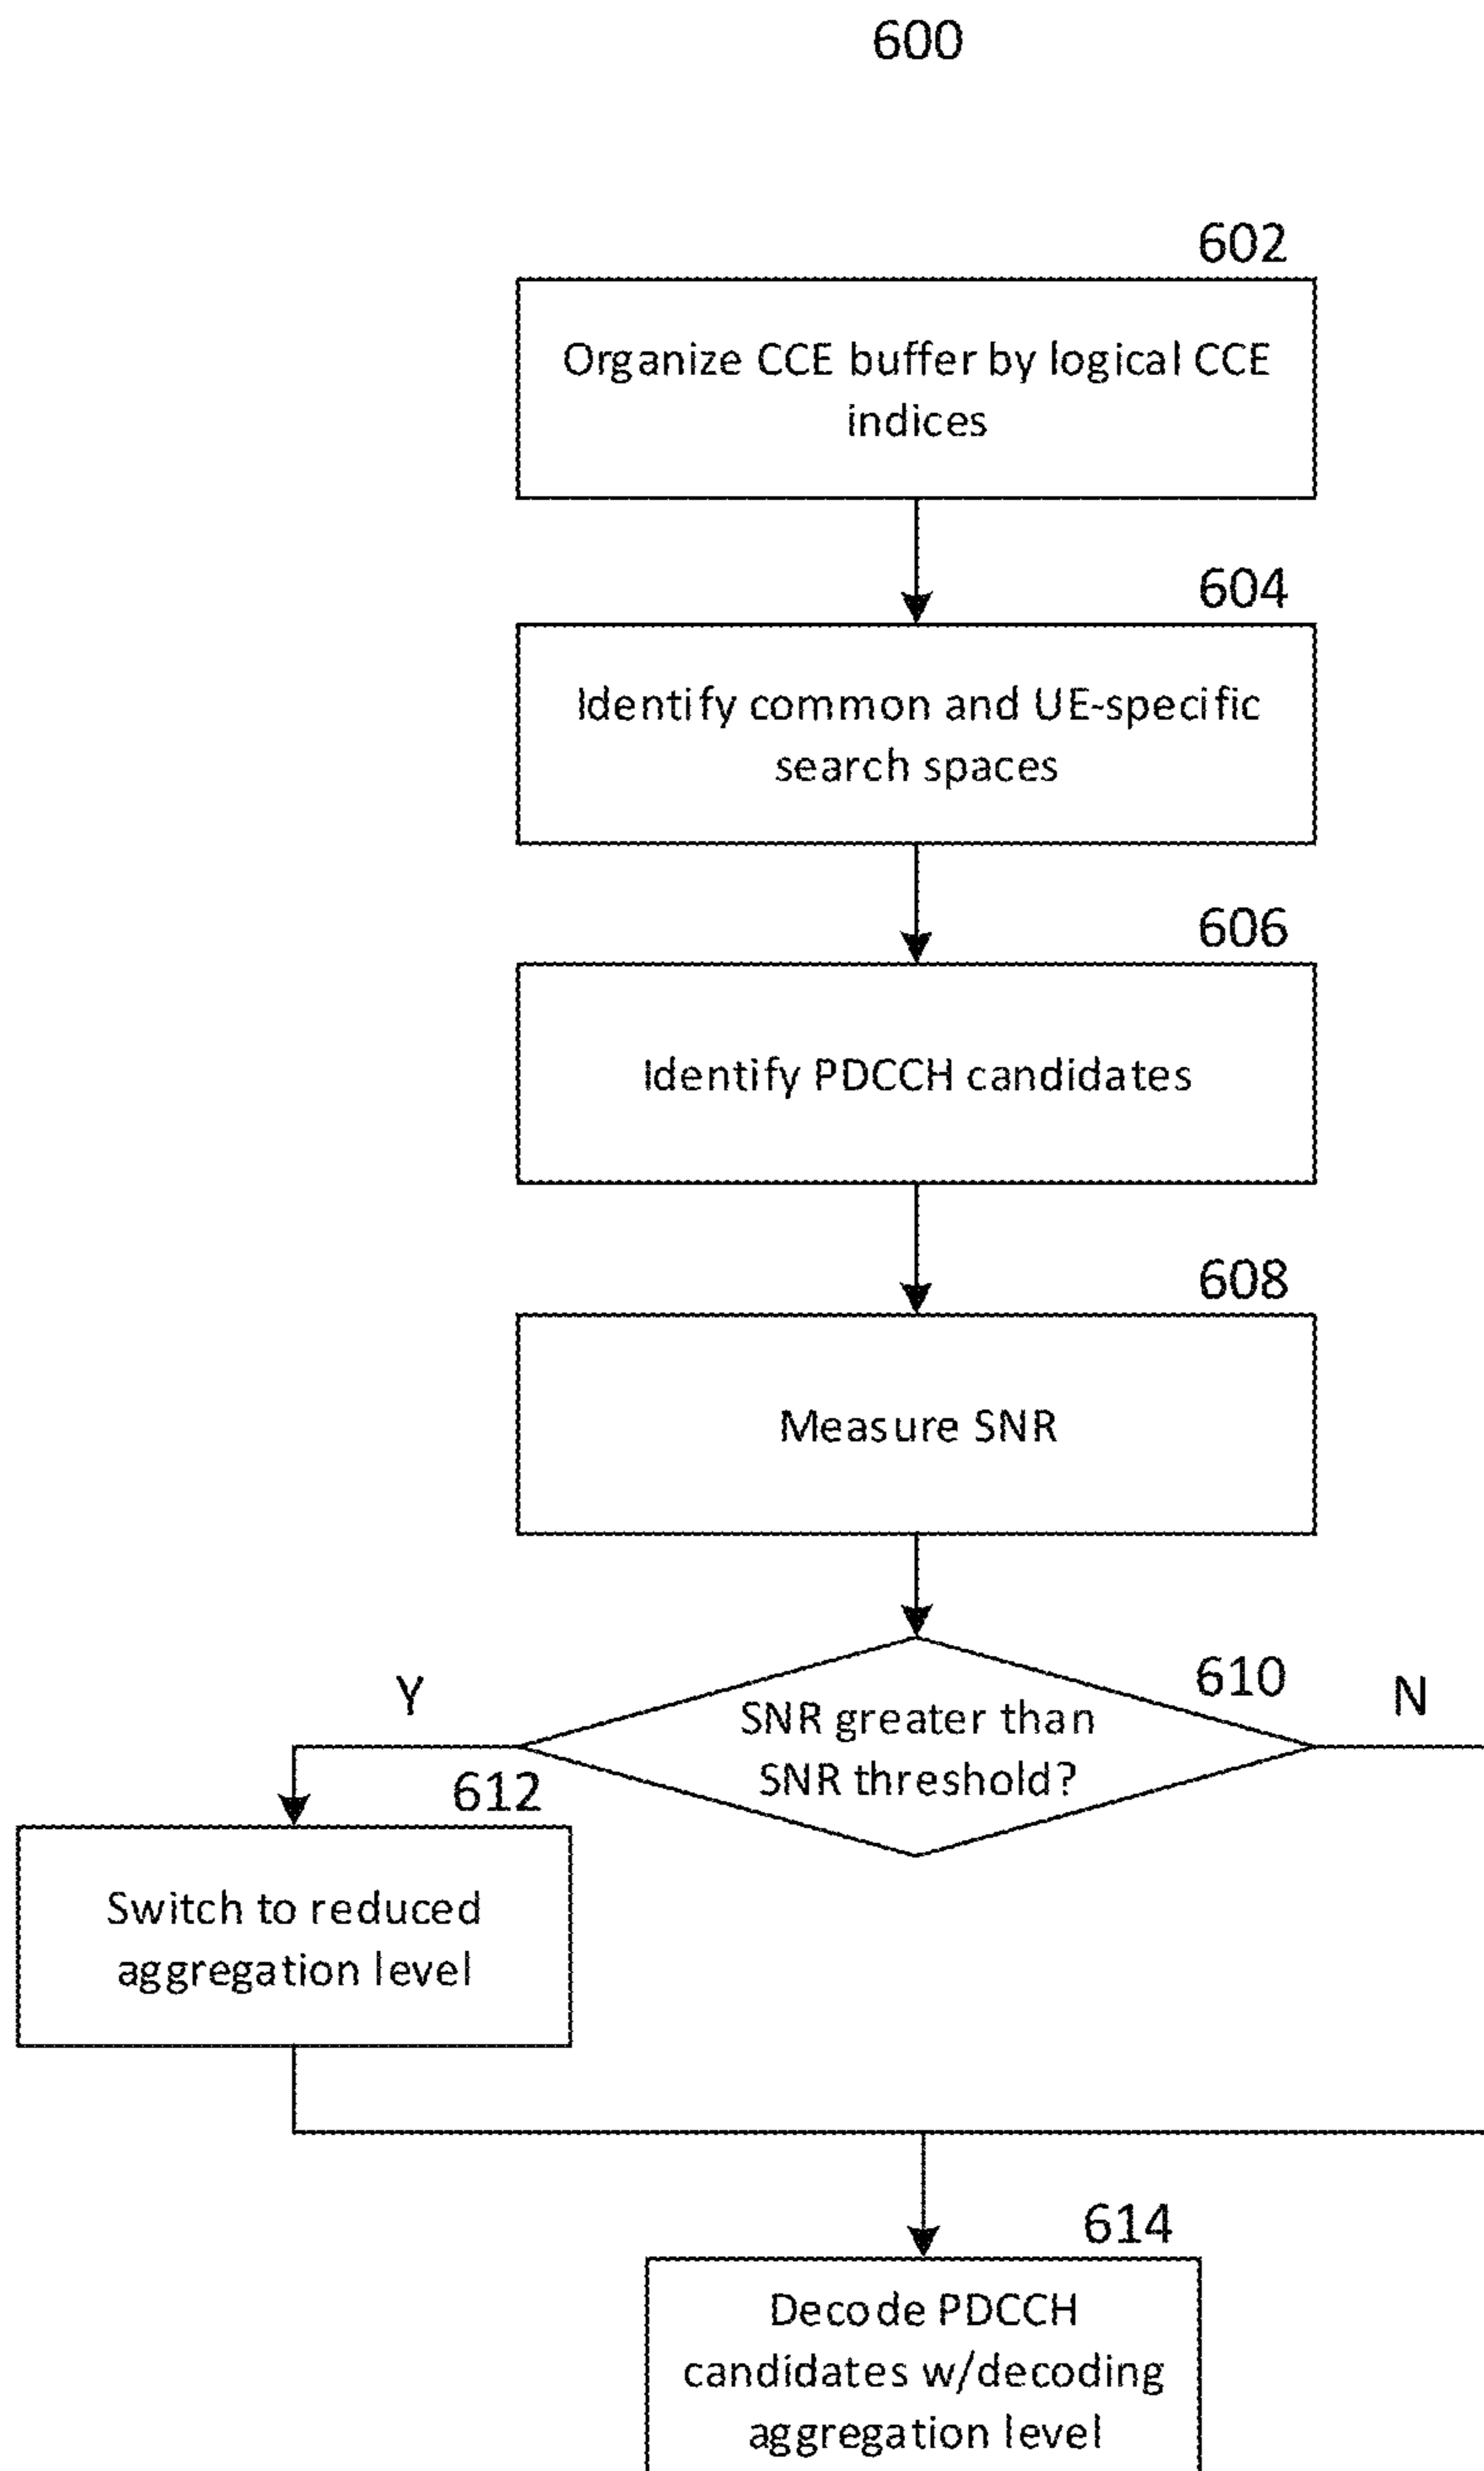 600
602
Organize CCE buffer by logical CCE
indices
604
Identify common and UE-specific
search spaces
606
Identify PDCCH candidates
608
Measure SNR
610
Y
N
SNR greater than
SNR threshold?
612
Switch to reduced
aggregation level
614
Decode PDCCH
candidates w/decoding
aggregation level